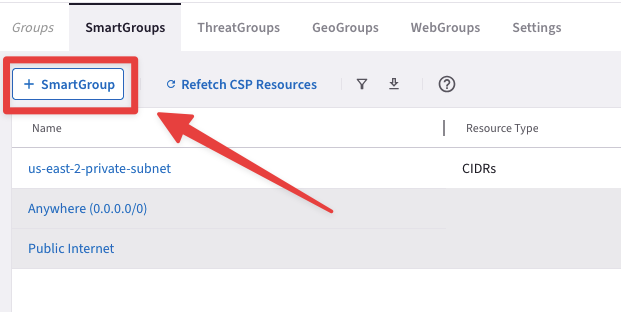 Groups SmartGroups ThreatGroups GeoGroups WebGroups Settings
+ SmartGroup Refetch CSP Resources ?
Name Resource Type
us-east-2-private-subnet CIDRs
Anywhere (0.0.0.0/0)
Public Internet